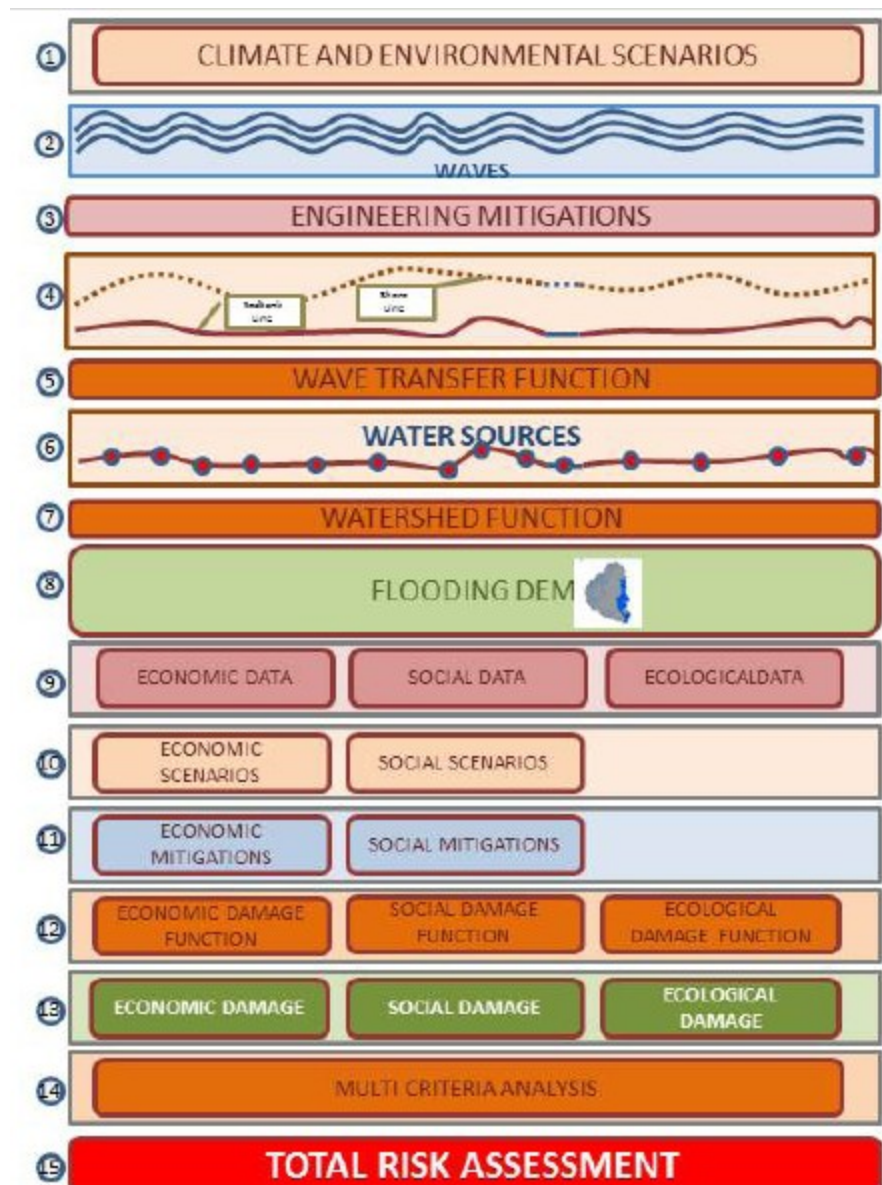 1
CLIMATE AND ENVIRONMENTAL SCENARIOS
2
WAVES
3
ENGINEERING MITIGATIONS
4
Line
Shore
Line
5
WAVE TRANSFER FUNCTION
6
WATER SOURCES
7
WATERSHED FUNCTION
8
FLOODING DEM
9
ECONOMIC DATA
SOCIAL DATA
ECOLOGICALDATA
10
ECONOMIC
SCENARIOS
SOCIAL SCENARIOS
11
ECONOMIC
MITIGATIONS
SOCIAL MITIGATIONS
12
ECONOMIC DAMAGE
FUNCTION
SOCIAL DAMAGE
FUNCTION
ECOLOGICAL
DAMAGE FUNCTION
13
ECONOMIC DAMAGE
SOCIAL DAMAGE
ECOLOGICAL
DAMAGE
14
MULTI CRITERIA ANALYSIS
15
TOTAL RISK ASSESSMENT